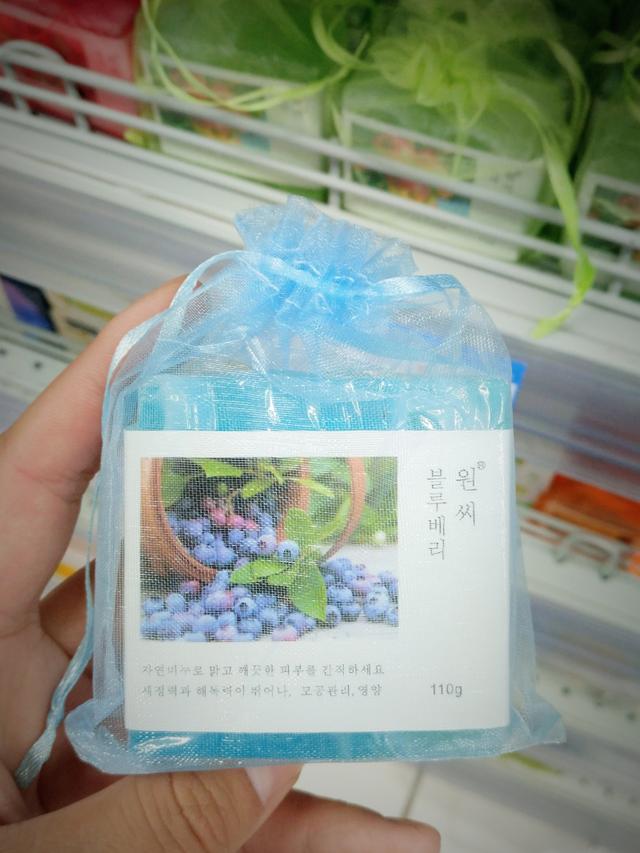 원씨®
블루베리
자연비누로 맑고 깨끗한 피부를 간직하세요
세정력과 해독력이 뛰어나, 모공관리, 영양
110g